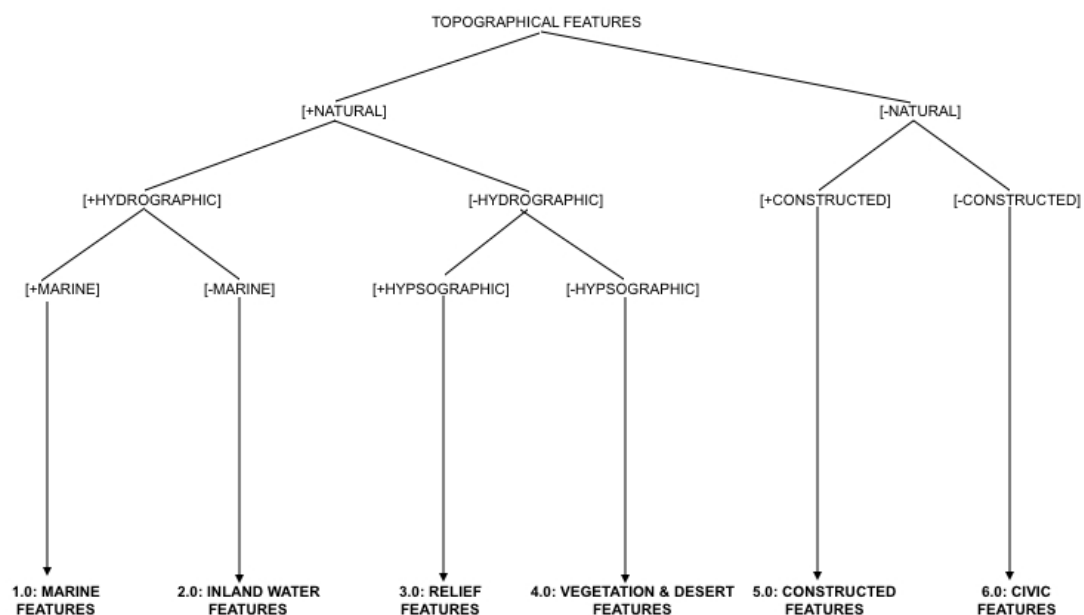 TOPOGRAPHICAL FEATURES
[+NATURAL]
[-NATURAL]
[+HYDROGRAPHIC]
[-HYDROGRAPHIC]
[+CONSTRUCTED]
[-CONSTRUCTED]
[+MARINE]
[-MARINE]
[+HYPSOGRAPHIC]
[-HYPSOGRAPHIC]
1.0: MARINE
FEATURES
2.0: INLAND WATER
FEATURES
3.0: RELIEF
FEATURES
4.0: VEGETATION & DESERT
FEATURES
5.0: CONSTRUCTED
FEATURES
6.0: CIVIC
FEATURES